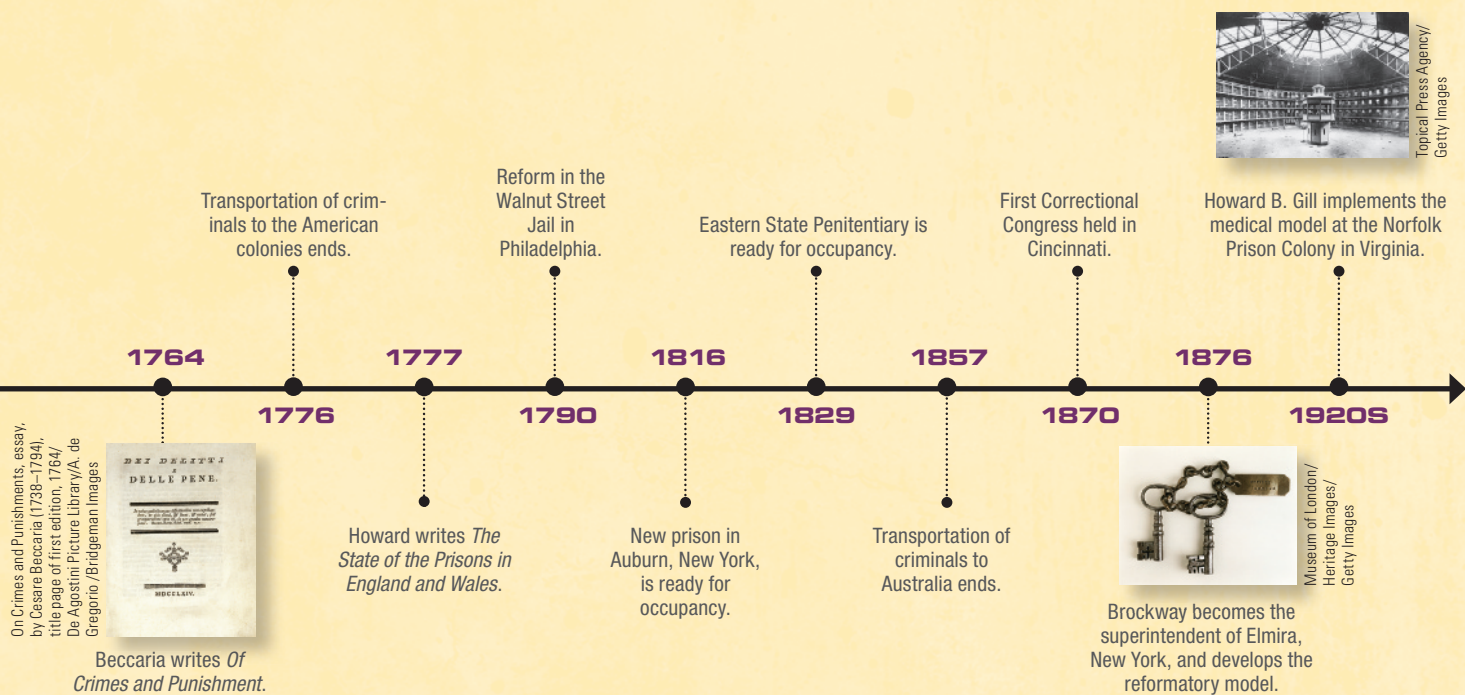 Topical Press Agency/
Getty Images
Transportation of crim-
inals to the American
colonies ends.
Reform in the
Walnut Street
Jail in
Philadelphia.
Eastern State Penitentiary is
ready for occupancy.
First Correctional
Congress held in
Cincinnati.
Howard B. Gill implements the
medical model at the Norfolk
Prison Colony in Virginia.
1764
1777
1816
1857
1876
1776
1790
1829
1870
1920S
On Crimes and Punishments, essay,
by Cesare Beccaria (1738–1794),
title page of first edition, 1764/
De Agostini Picture Library/A. de
Gregorio /Bridgeman Images
DEI DELITTI
E
DELLE PENE.
MDCCLXIV.
Beccaria writes Of
Crimes and Punishment.
Howard writes The
State of the Prisons in
England and Wales.
New prison in
Auburn, New York,
is ready for
occupancy.
Transportation of
criminals to
Australia ends.
Museum of London/
Heritage Images/
Getty Images
Brockway becomes the
superintendent of Elmira,
New York, and develops the
reformatory model.